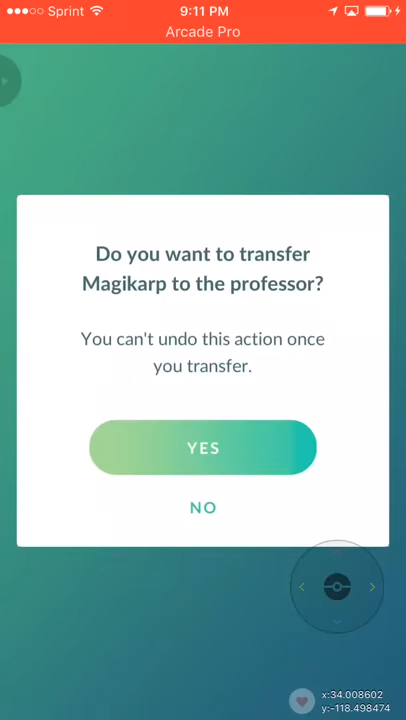 Sprint 9:11 PM
Arcade Pro
Do you want to transfer
Magikarp to the professor?
You can't undo this action once
you transfer.
YES
NO
x:34.008602
y:-118.498474